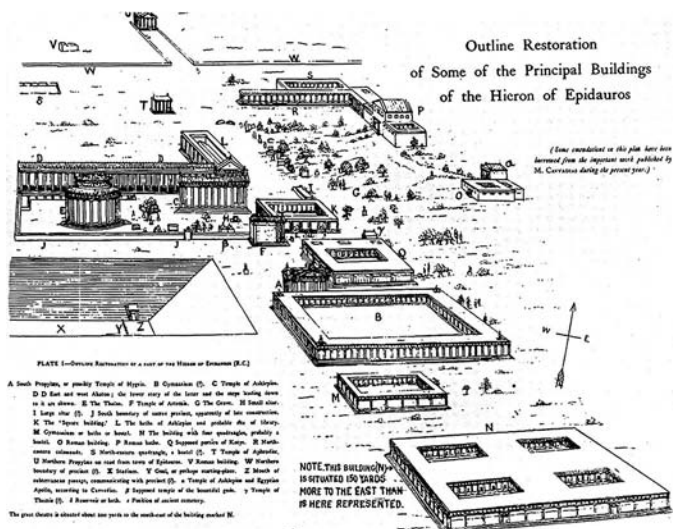 Outline Restoration
of Some of the Principal Buildings
of the Hieron of Epidauros
(Some emendations in this plan have been
borrowed from the important work published by
M. CAVVADIAS during the present year.)
V
U
W
W
S
T
R
P
D
D
L
G
O
a
I
K
E
C
H
F
J
J
β
γ
Q
A
B
X
Y
Z
M
N
W
E
PLATE I—OUTLINE RESTORATION OF A PART OF THE HIERON OF EPIDAUROS (R.C.)
A South Propylæa, or possibly Temple of Hygeia. B Gymnasium (?). C Temple of Asklepios.
D D East and west Abaton; the lower story of the latter and the steps leading down
to it are shown. E The Tholos. F Temple of Artemis. G The Grove. H Small altar.
I Large altar (?). J South boundary of sacred precinct, apparently of late construction.
K The "Square building." L The baths of Asklepios and probable site of library.
M Gymnasium or baths or hostel. N The building with four quadrangles, probably a
hostel. O Roman building. P Roman baths. Q Supposed portico of Kotys. R North-
eastern colonnade. S North-eastern quadrangle, a hostel (?). T Temple of Aphrodite.
U Northern Propylæa on road from town of Epidauros. V Roman building. W Northern
boundary of precinct (?). X Stadium. Y Goal, or perhaps starting-place. Z Mouth of
subterranean passage, communicating with precinct (?). a Temple of Asklepios and Egyptian
Apollo, according to Cavvadias. β Supposed temple of the beautiful gods. γ Temple of
Themis (?). δ Reservoir or bath. Position of ancient cemetery.
The great theatre is situated about 200 yards to the south-east of the building marked N.
NOTE. THIS BUILDING (N)
IS SITUATED 150 YARDS
MORE TO THE EAST THAN
IS HERE REPRESENTED.